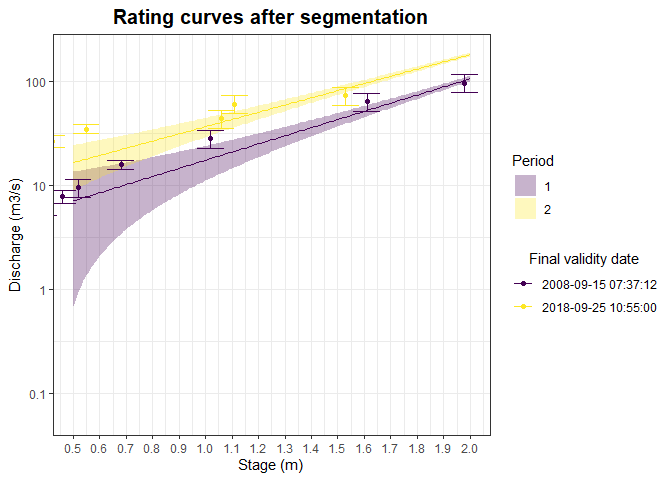 Rating curves after segmentation
Discharge (m3/s)
100
10
1
0.1
0.5 0.6 0.7 0.8 0.9 1.0 1.1 1.2 1.3 1.4 1.5 1.6 1.7 1.8 1.9 2.0
Stage (m)
Period
1
2
Final validity date
2008-09-15 07:37:12
2018-09-25 10:55:00